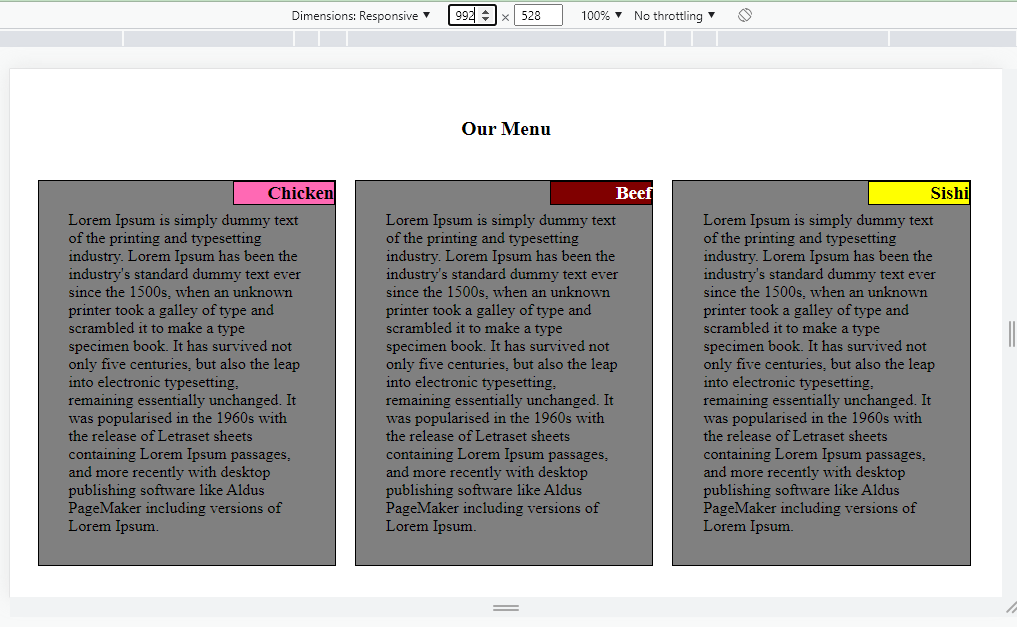 Dimensions: Responsive ▼ 992 × 528 100% ▼ No throttling ▼
Our Menu
Chicken
Lorem Ipsum is simply dummy text
of the printing and typesetting
industry. Lorem Ipsum has been the
industry's standard dummy text ever
since the 1500s, when an unknown
printer took a galley of type and
scrambled it to make a type
specimen book. It has survived not
only five centuries, but also the leap
into electronic typesetting,
remaining essentially unchanged. It
was popularised in the 1960s with
the release of Letraset sheets
containing Lorem Ipsum passages,
and more recently with desktop
publishing software like Aldus
PageMaker including versions of
Lorem Ipsum.
Beef
Lorem Ipsum is simply dummy text
of the printing and typesetting
industry. Lorem Ipsum has been the
industry's standard dummy text ever
since the 1500s, when an unknown
printer took a galley of type and
scrambled it to make a type
specimen book. It has survived not
only five centuries, but also the leap
into electronic typesetting,
remaining essentially unchanged. It
was popularised in the 1960s with
the release of Letraset sheets
containing Lorem Ipsum passages,
and more recently with desktop
publishing software like Aldus
PageMaker including versions of
Lorem Ipsum.
Sishi
Lorem Ipsum is simply dummy text
of the printing and typesetting
industry. Lorem Ipsum has been the
industry's standard dummy text ever
since the 1500s, when an unknown
printer took a galley of type and
scrambled it to make a type
specimen book. It has survived not
only five centuries, but also the leap
into electronic typesetting,
remaining essentially unchanged. It
was popularised in the 1960s with
the release of Letraset sheets
containing Lorem Ipsum passages,
and more recently with desktop
publishing software like Aldus
PageMaker including versions of
Lorem Ipsum.